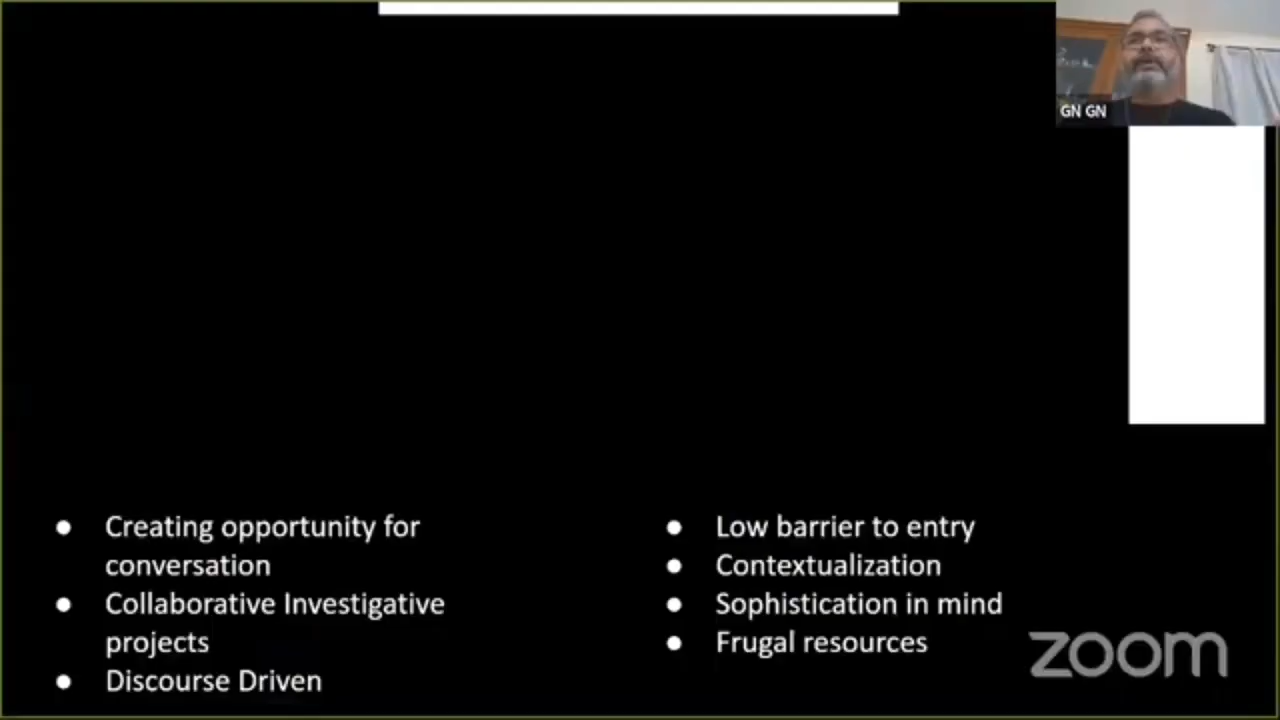 GN GN
● Creating opportunity for
conversation
● Collaborative Investigative
projects
● Discourse Driven
● Low barrier to entry
● Contextualization
● Sophistication in mind
● Frugal resources
zoom